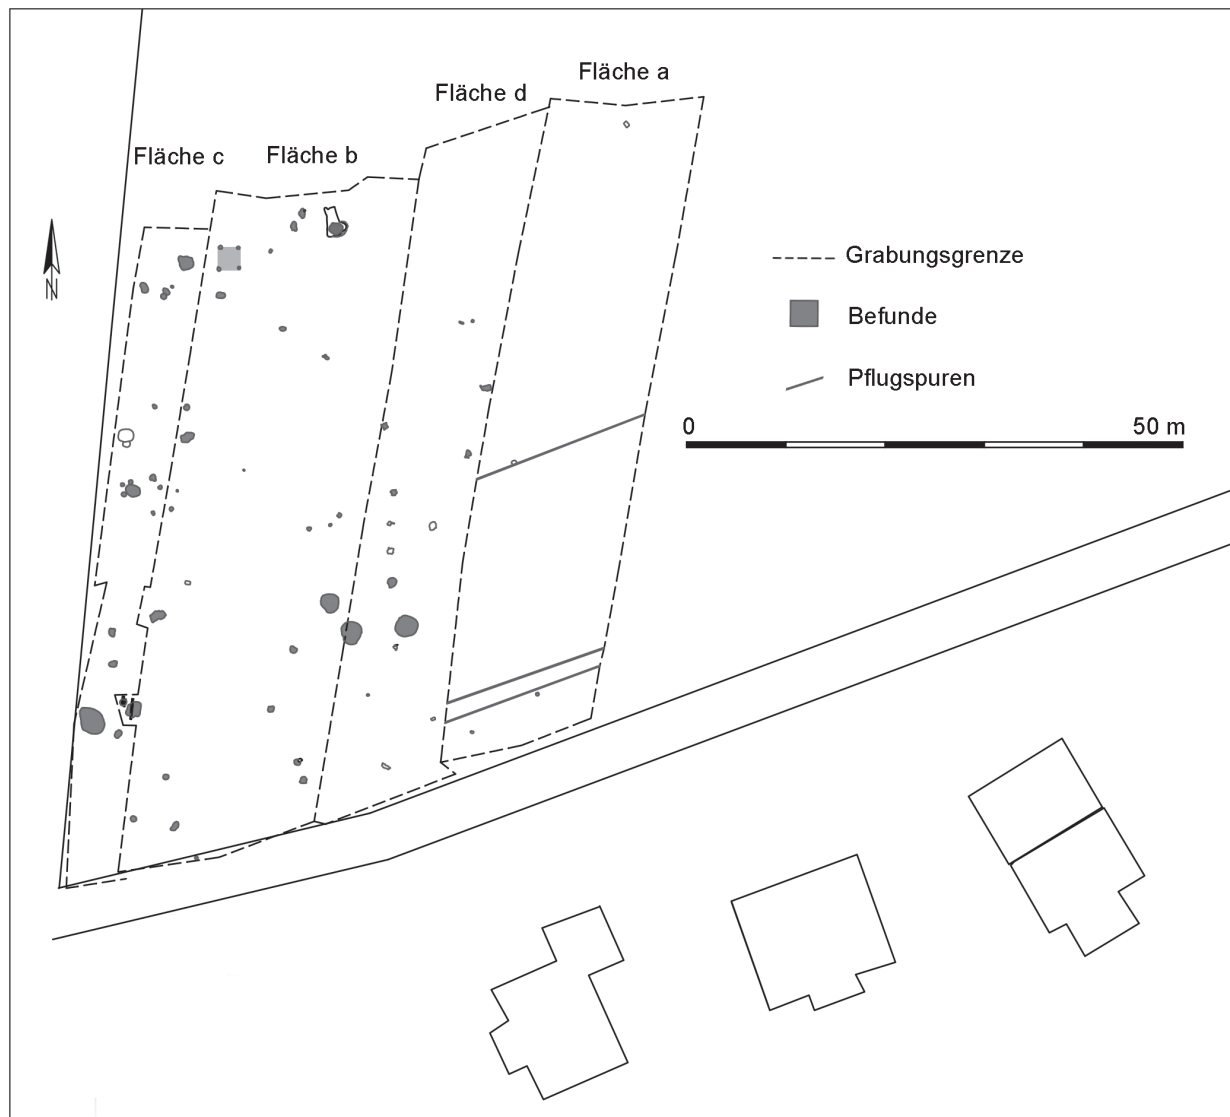 Fläche a
Fläche d
Fläche c
Fläche b
N
Grabungsgrenze
Befunde
Pflugspuren
0
50 m